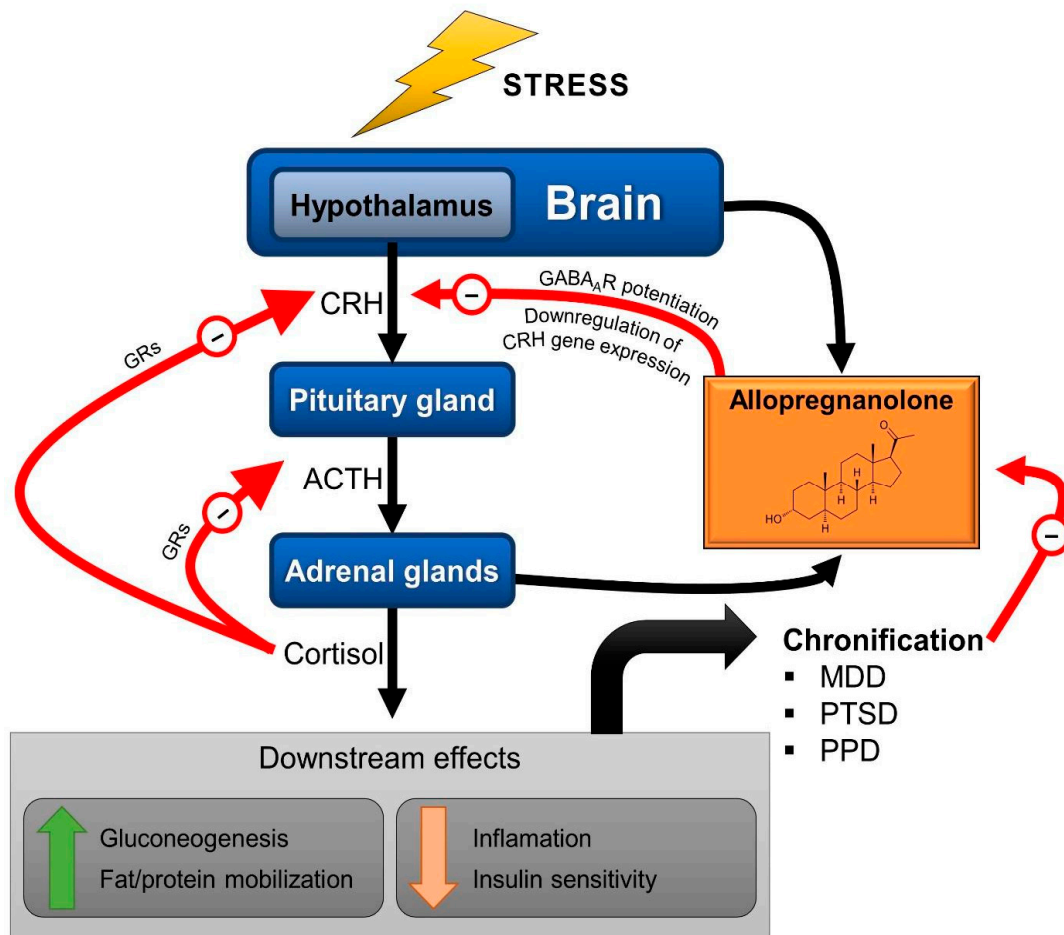 STRESS
Hypothalamus
Brain
CRH
GRs
−
−
GABAAR potentiation
Downregulation of
CRH gene expression
Pituitary gland
Allopregnanolone
O
H
H
H
H
HO
ACTH
GRs
−
−
Adrenal glands
Cortisol
Chronification
▪ MDD
▪ PTSD
▪ PPD
Downstream effects
Gluconeogenesis
Fat/protein mobilization
Inflamation
Insulin sensitivity